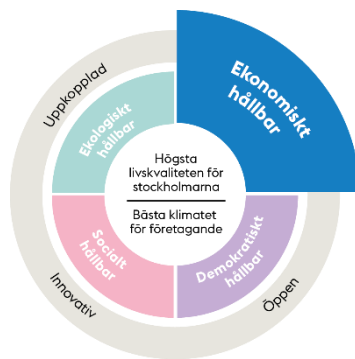 Uppkopplad
Ekologiskt
hållbar
Ekonomiskt
hållbar
Högsta
livskvaliteten för
stockholmarna
Bästa klimatet
för företagande
Socialt
hållbar
Demokratiskt
hållbar
Innovativ
Öppen